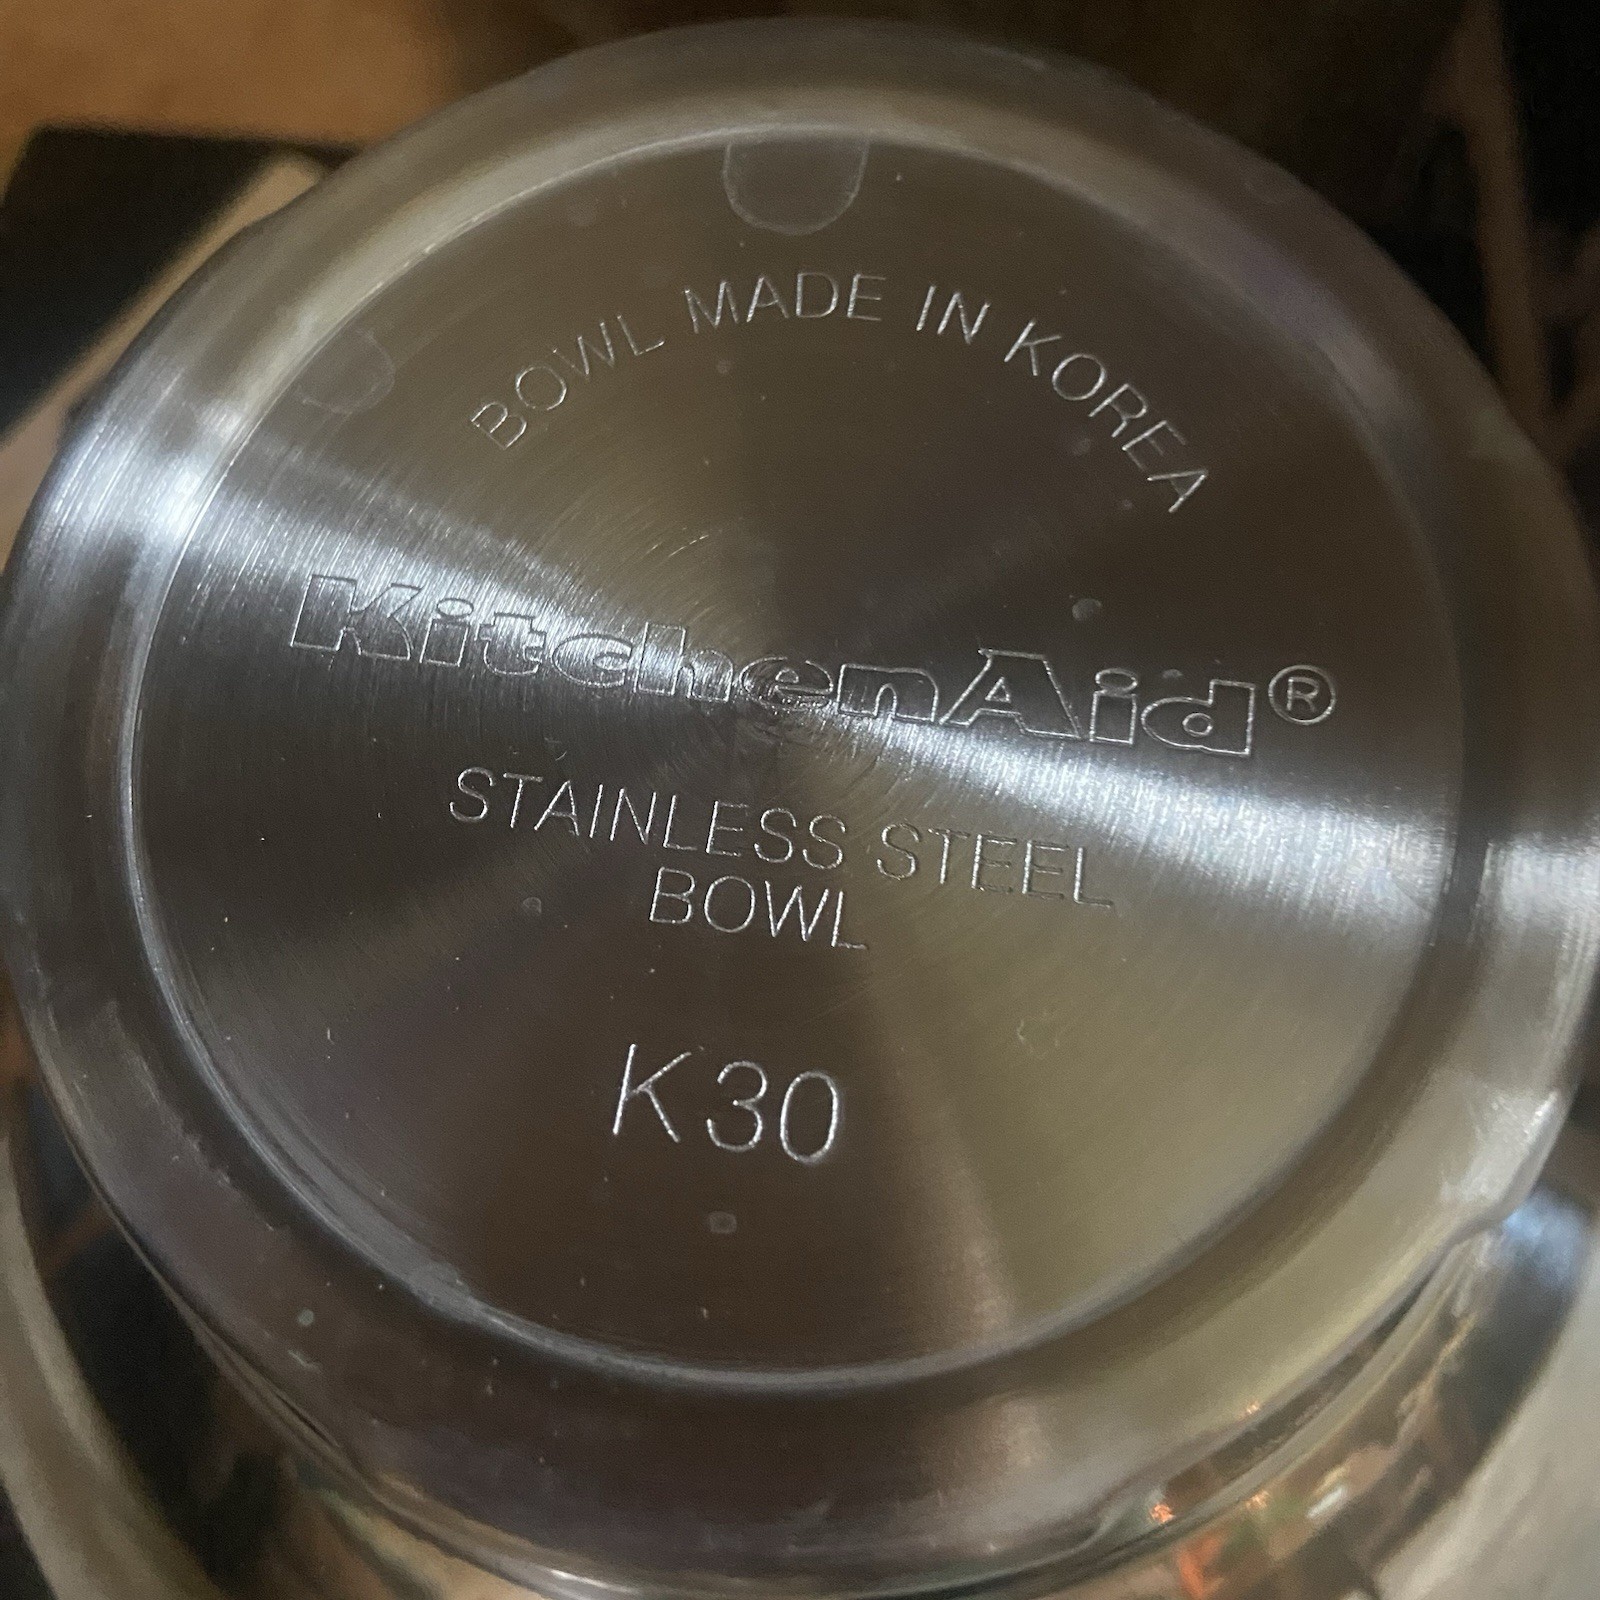 BOWL MADE IN KOREA
KitchenAid®
STAINLESS STEEL
BOWL
K30